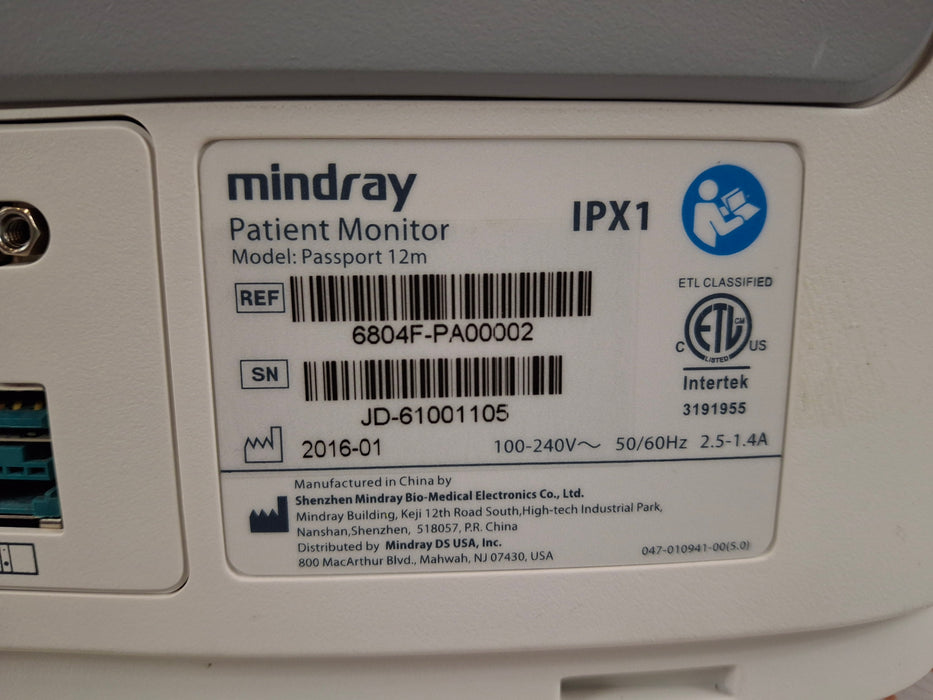 mindray
Patient Monitor
Model: Passport 12m
IPX1
REF
6804F-PA00002
SN
JD-61001105
2016-01
100-240V～ 50/60Hz 2.5-1.4A
ETL CLASSIFIED
ETL
CM
LISTED
C US
Intertek
3191955
Manufactured in China by
Shenzhen Mindray Bio-Medical Electronics Co., Ltd.
Mindray Building, Keji 12th Road South,High-tech Industrial Park,
Nanshan,Shenzhen, 518057, P.R. China
Distributed by Mindray DS USA, Inc.
800 MacArthur Blvd., Mahwah, NJ 07430, USA
047-010941-00(5.0)